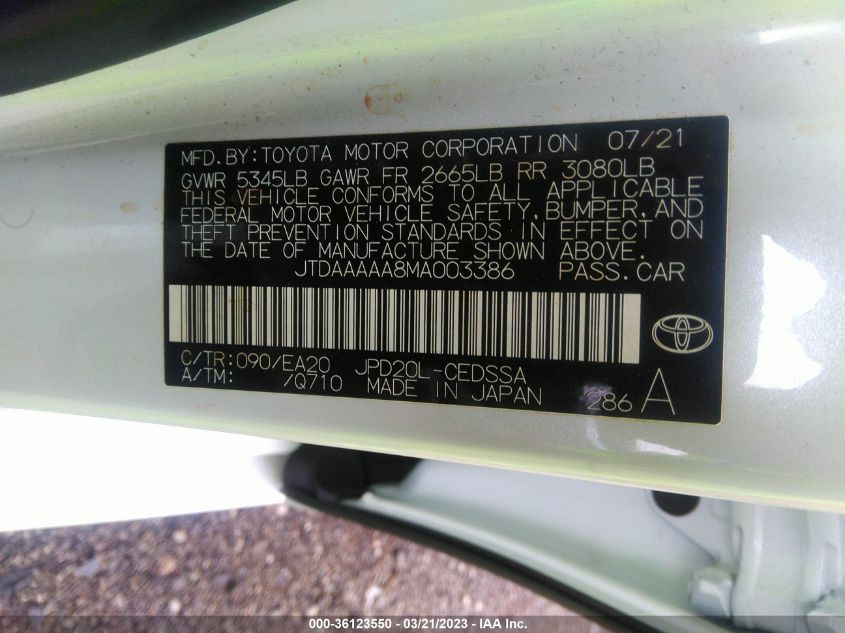 MFD. BY: TOYOTA MOTOR CORPORATION 07/21
GVWR 5345LB GAWR FR 2665LB RR 3080LB
THIS VEHICLE CONFORMS TO ALL APPLICABLE
FEDERAL MOTOR VEHICLE SAFETY, BUMPER, AND
THEFT PREVENTION STANDARDS IN EFFECT ON
THE DATE OF MANUFACTURE SHOWN ABOVE.
JTDAAAAA8MA003386 PASS. CAR
C/TR: 090/EA20 JPD20L-CEDSSA
A/TM: /Q710 MADE IN JAPAN 286 A
000-36123550 - 03/21/2023 - IAA Inc.